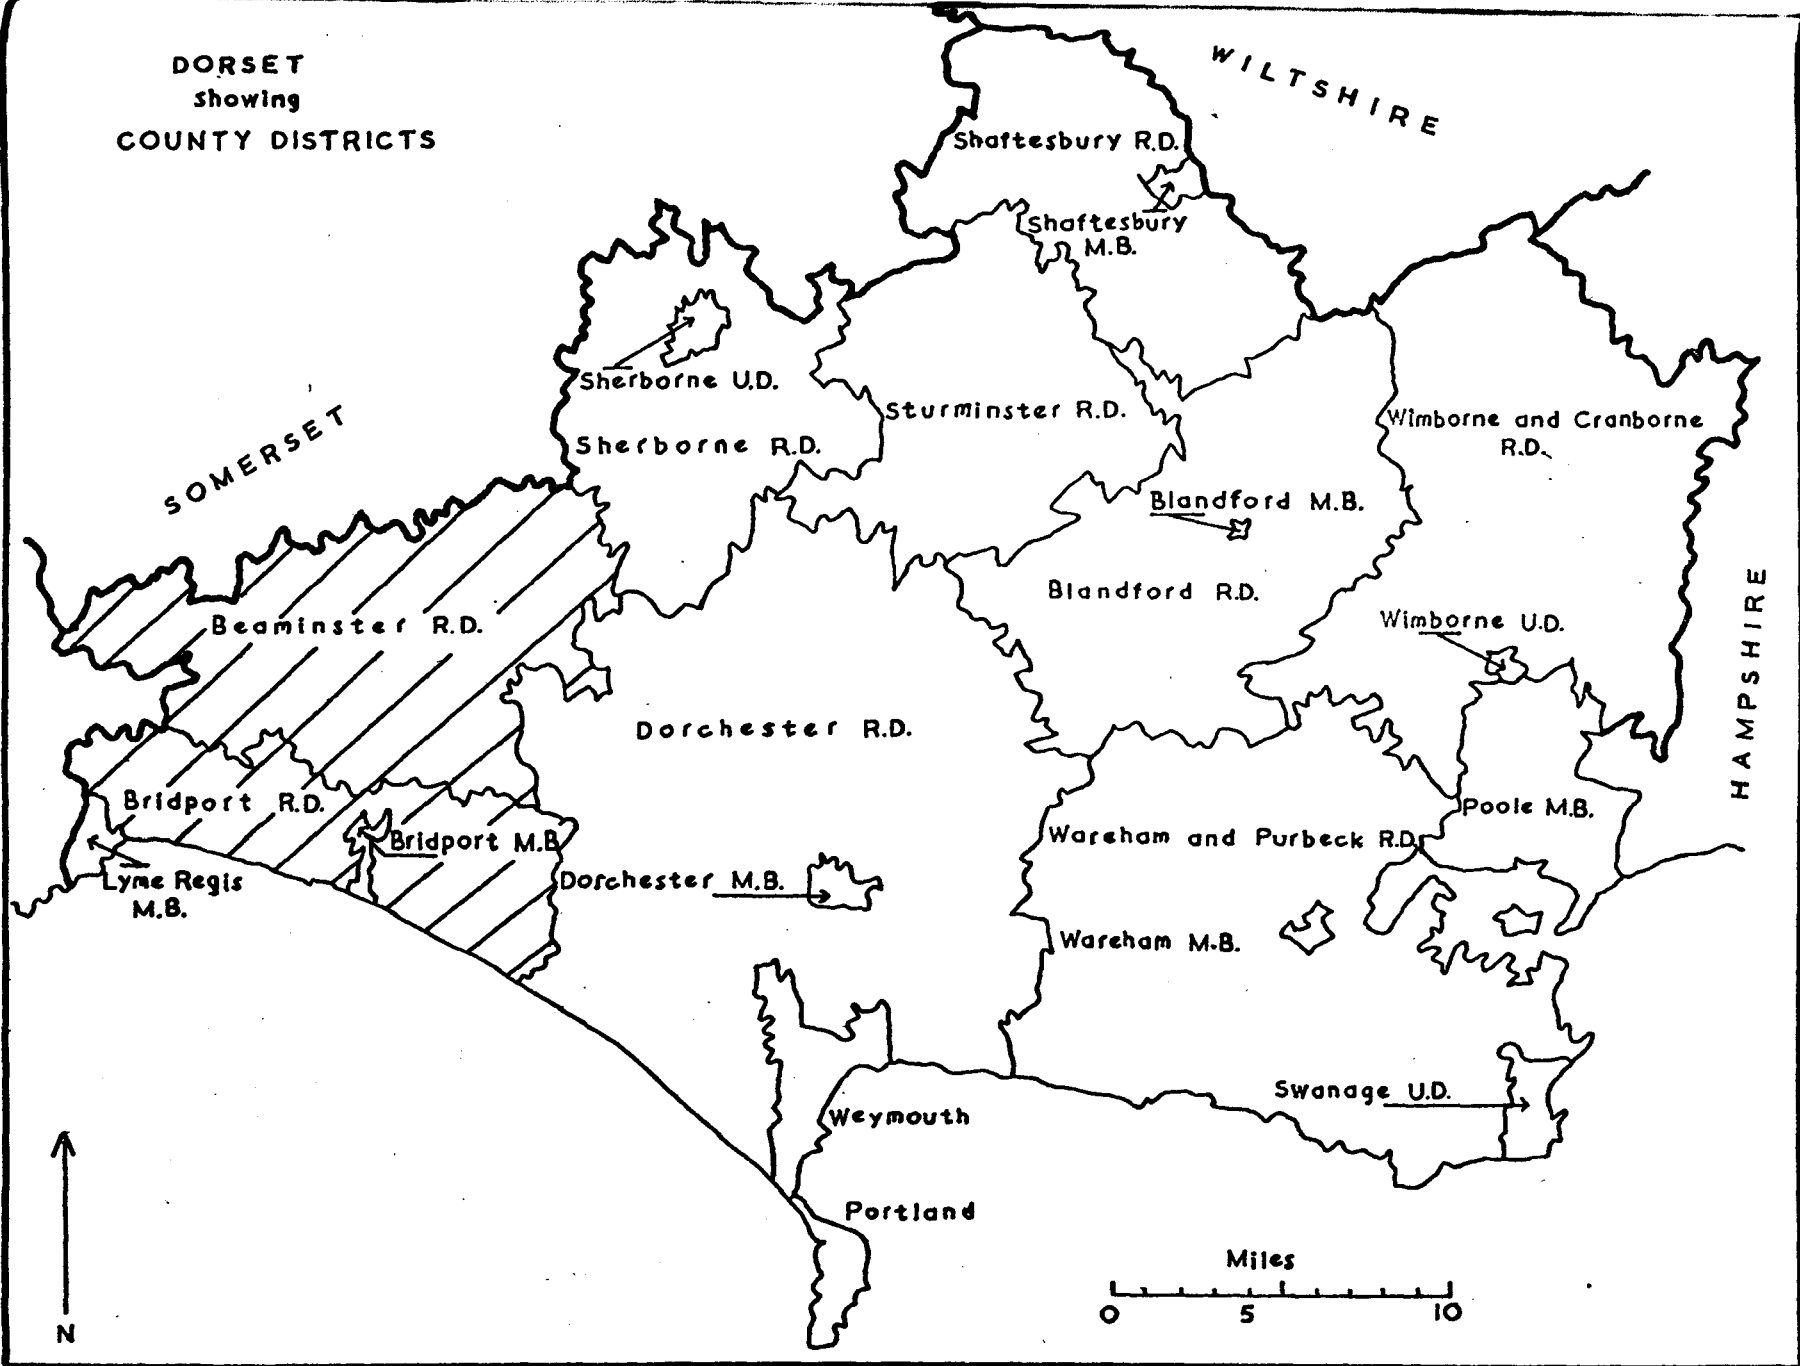 DORSET
showing
COUNTY DISTRICTS
WILTSHIRE
Shaftesbury R.D.
Shaftesbury
M.B.
Sherborne U.D.
SOMERSET
Sturminster R.D.
Wimborne and Cranborne
R.D.
Sherborne R.D.
Blandford M.B.
Blandford R.D.
HAMPSHIRE
Beaminster R.D.
Wimborne U.D.
Dorchester R.D.
Bridport R.D.
Poole M.B.
Bridport M.B.
Wareham and Purbeck R.D.
Lyme Regis
M.B.
Dorchester M.B.
Wareham M.B.
Swanage U.D.
Weymouth
Portland
Miles
0 5 10
N